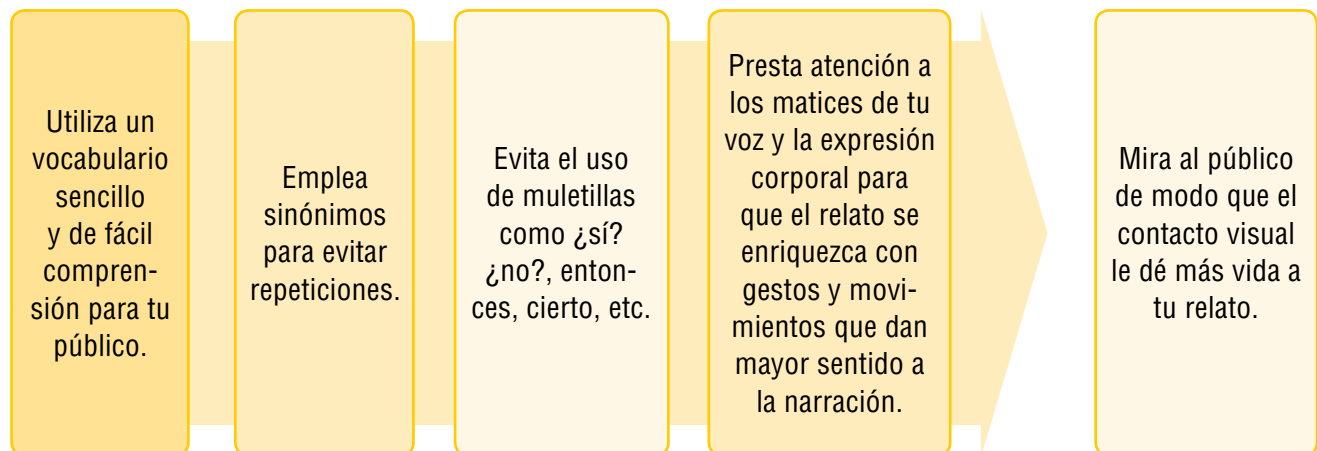 Utiliza un
vocabulario
sencillo
y de fácil
compren-
sión para tu
público.
Emplea
sinónimos
para evitar
repeticiones.
Evita el uso
de muletillas
como ¿sí?
¿no?, enton-
ces, cierto, etc.
Presta atención a
los matices de tu
voz y la expresión
corporal para
que el relato se
enriquezca con
gestos y movi-
mientos que dan
mayor sentido a
la narración.
Mira al público
de modo que el
contacto visual
le dé más vida a
tu relato.